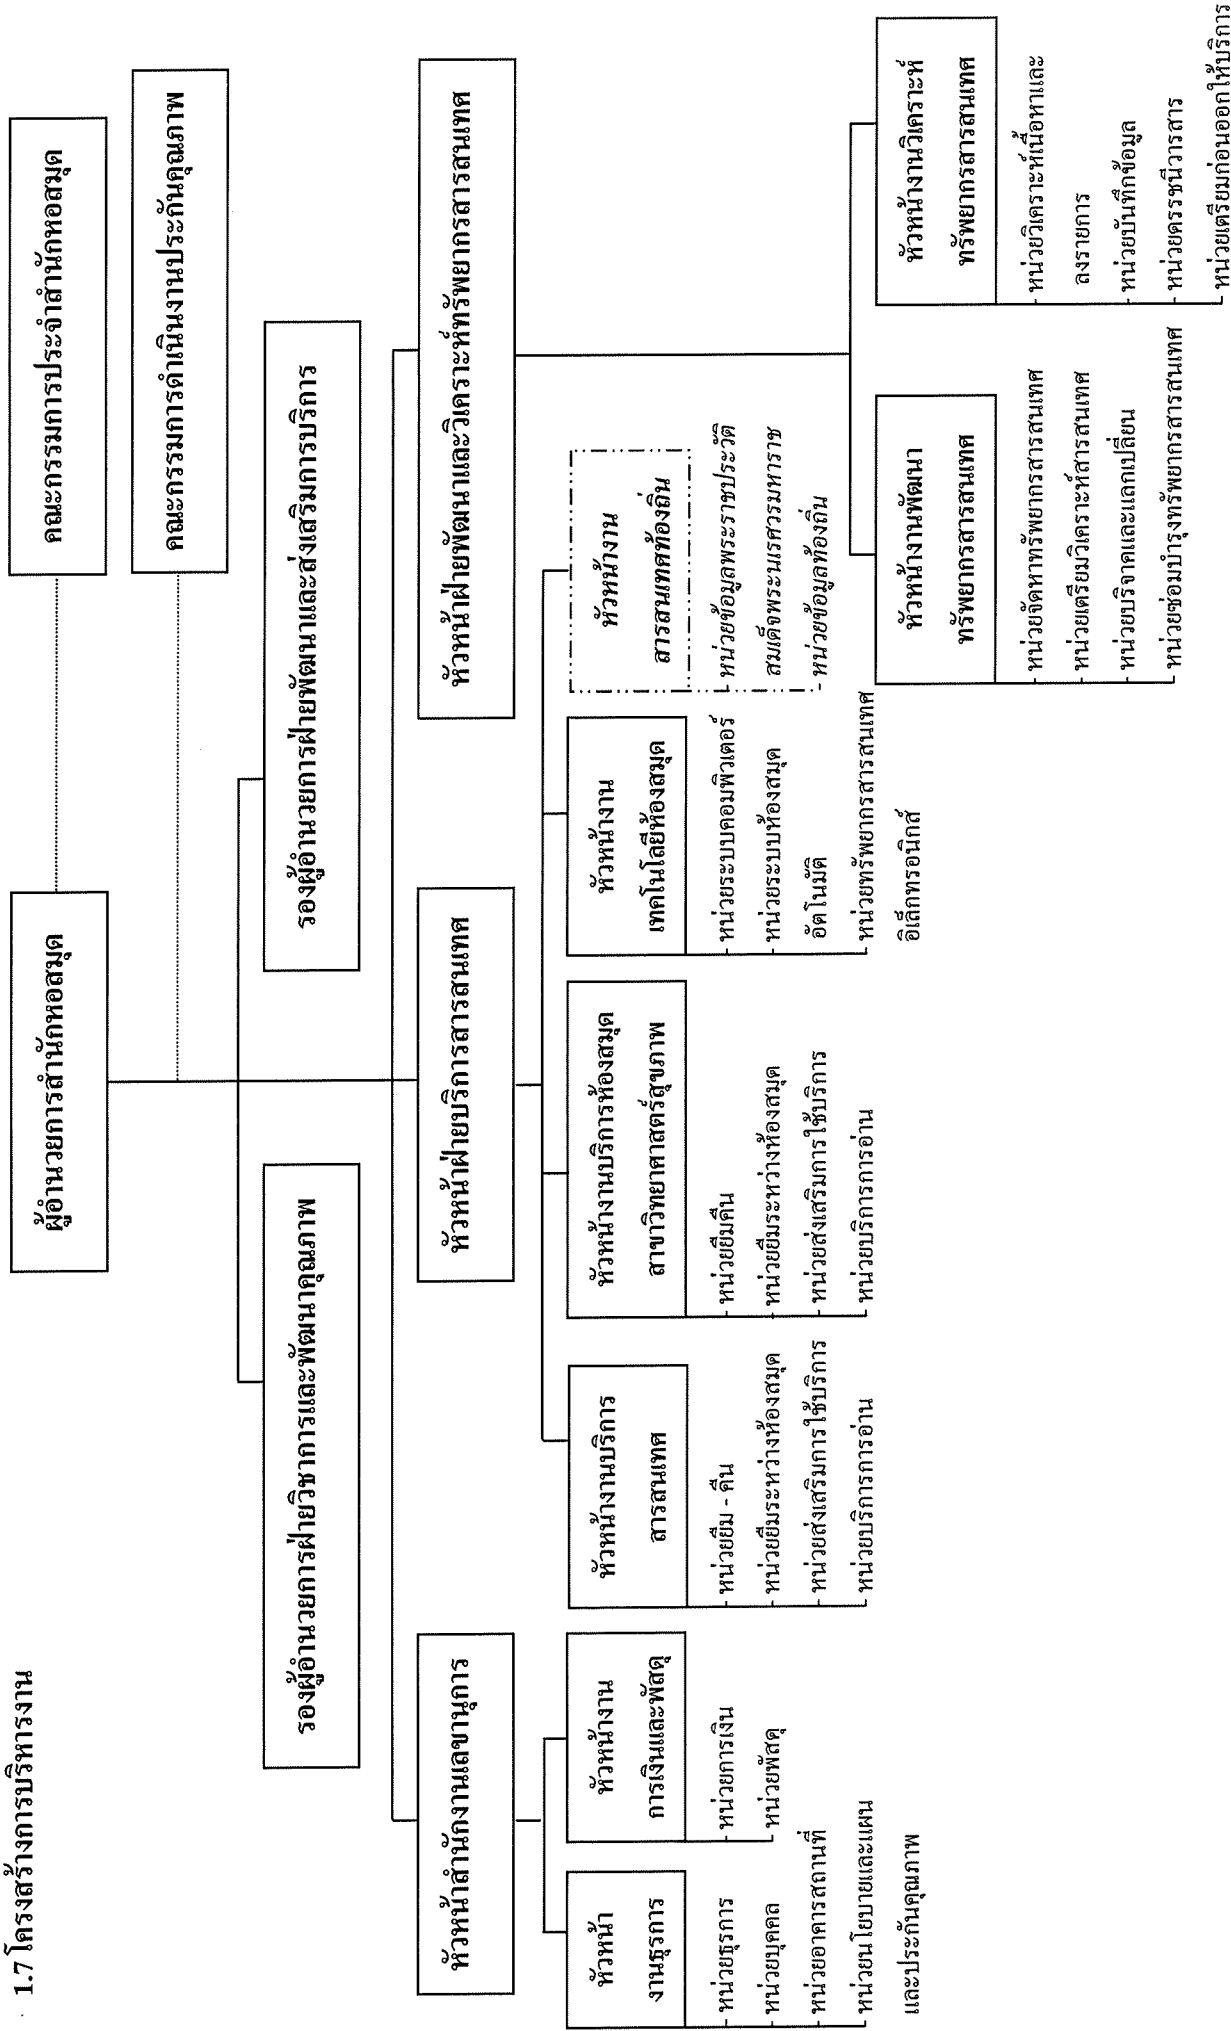 1.7 โครงสร้างการบริหารงาน
ผู้อำนวยการสำนักหอสมุด
คณะกรรมการประจำสำนักหอสมุด
คณะกรรมการดำเนินงานประกันคุณภาพ
รองผู้อำนวยการฝ่ายวิชาการและพัฒนาคุณภาพ
รองผู้อำนวยการฝ่ายพัฒนาและส่งเสริมการบริการ
หัวหน้าสำนักงานเลขานุการ
หัวหน้าฝ่ายบริการสารสนเทศ
หัวหน้าฝ่ายพัฒนาและวิเคราะห์ทรัพยากรสารสนเทศ
หัวหน้า
งานธุรการ
หน่วยธุรการ
หน่วยบุคคล
หน่วยอาคารสถานที่
หน่วยนโยบายและแผน
และประกันคุณภาพ
หัวหน้างาน
การเงินและพัสดุ
หน่วยการเงิน
หน่วยพัสดุ
หัวหน้างานบริการ
สารสนเทศ
หน่วยยืม - คืน
หน่วยยืมระหว่างห้องสมุด
หน่วยส่งเสริมการใช้บริการ
หน่วยบริการการอ่าน
หัวหน้างานบริการห้องสมุด
สาขาวิทยาศาสตร์สุขภาพ
หน่วยยืมคืน
หน่วยยืมระหว่างห้องสมุด
หน่วยส่งเสริมการใช้บริการ
หน่วยบริการการอ่าน
หัวหน้างาน
เทคโนโลยีห้องสมุด
หน่วยระบบคอมพิวเตอร์
หน่วยระบบห้องสมุด
อัตโนมัติ
หน่วยทรัพยากรสารสนเทศ
อิเล็กทรอนิกส์
หัวหน้างาน
สารสนเทศท้องถิ่น
- หน่วยข้อมูลพระราชประวัติ
สมเด็จพระนเรศวรมหาราช
- หน่วยข้อมูลท้องถิ่น
หัวหน้างานพัฒนา
ทรัพยากรสารสนเทศ
หน่วยจัดหาทรัพยากรสารสนเทศ
หน่วยเตรียมวิเคราะห์สารสนเทศ
หน่วยบริจาคและแลกเปลี่ยน
หน่วยซ่อมบำรุงทรัพยากรสารสนเทศ
หัวหน้างานวิเคราะห์
ทรัพยากรสารสนเทศ
หน่วยวิเคราะห์เนื้อหาและ
ลงรายการ
หน่วยบันทึกข้อมูล
หน่วยดรรชนีวารสาร
หน่วยเตรียมก่อนออกให้บริการ